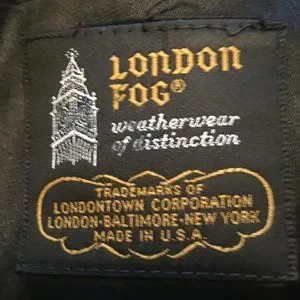 LONDON
FOG®
weatherwear
of distinction
TRADEMARKS OF
LONDONTOWN CORPORATION
LONDON-BALTIMORE-NEW YORK
MADE IN U.S.A.